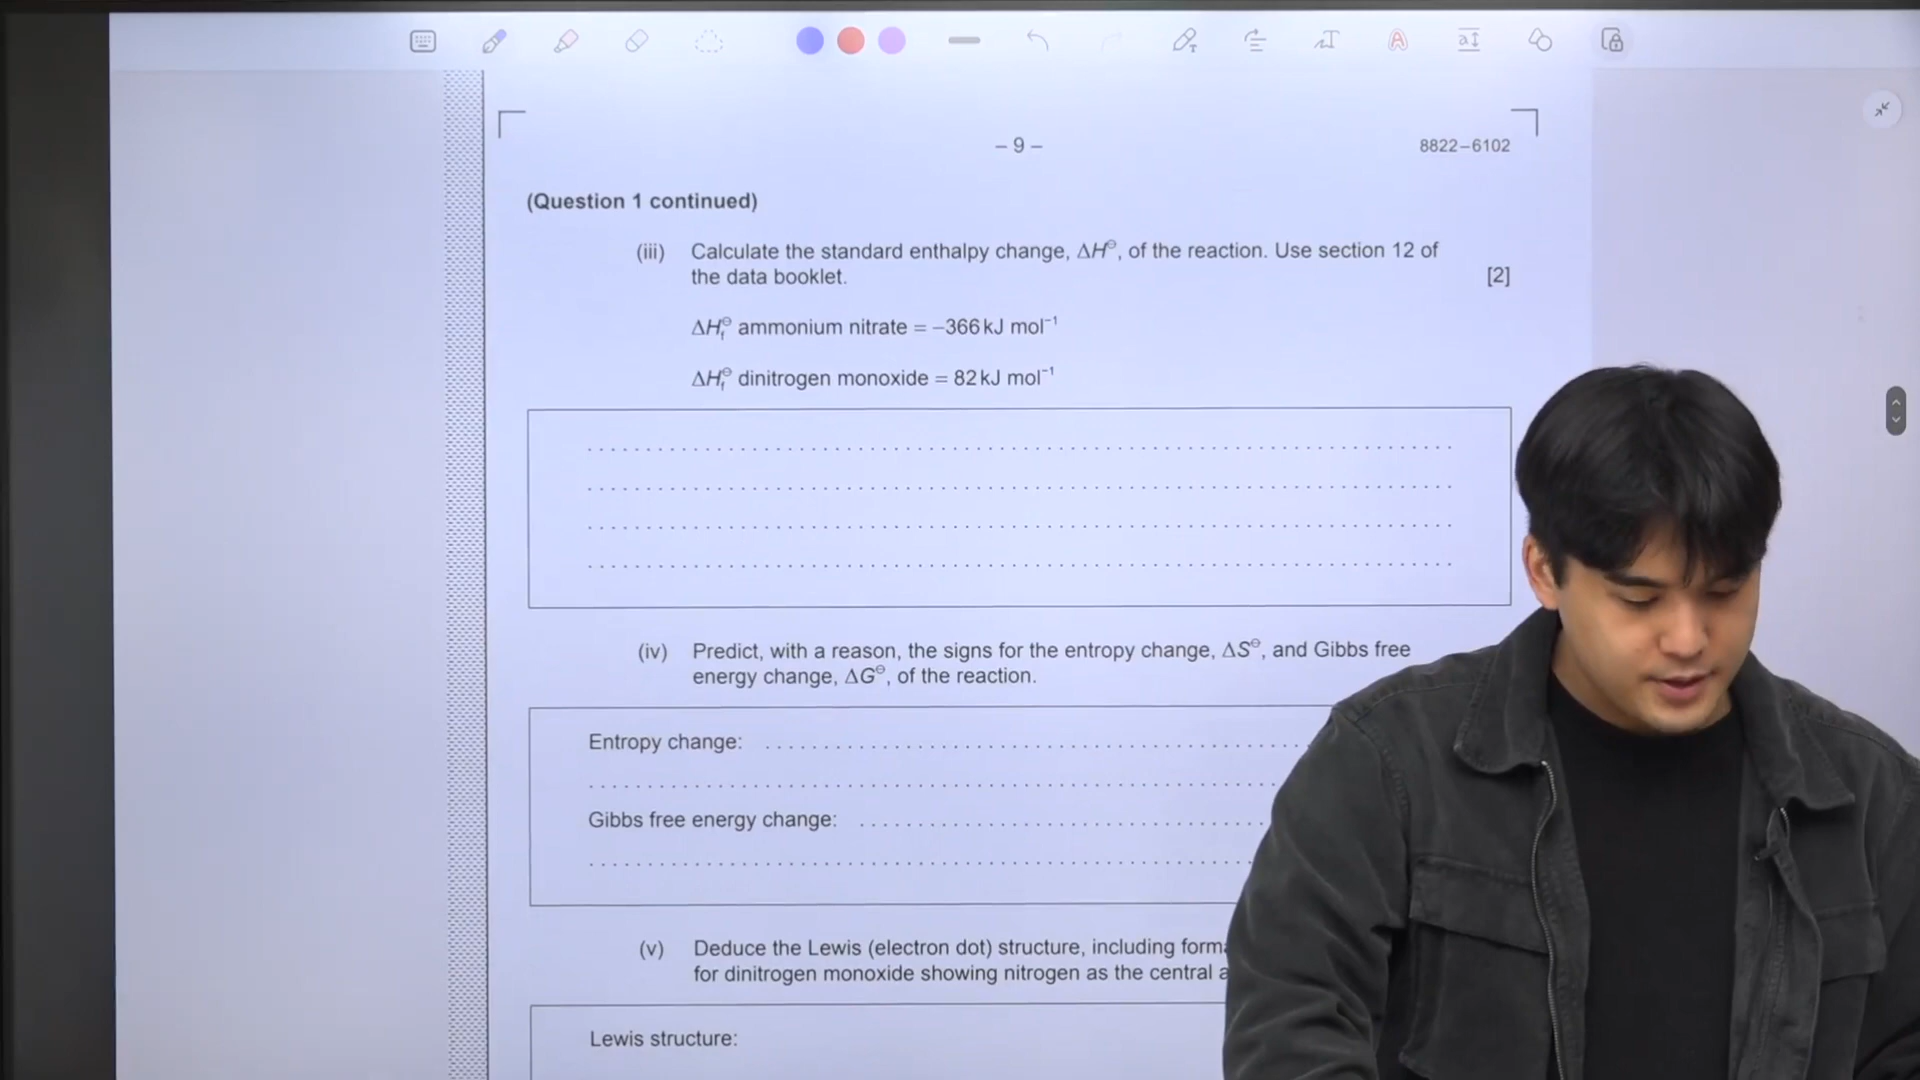 – 9 –
8822–6102
(Question 1 continued)
(iii) Calculate the standard enthalpy change, ΔH⊖, of the reaction. Use section 12 of
the data booklet. [2]
ΔHf⊖ ammonium nitrate = −366 kJ mol⁻¹
ΔHf⊖ dinitrogen monoxide = 82 kJ mol⁻¹
(iv) Predict, with a reason, the signs for the entropy change, ΔS⊖, and Gibbs free
energy change, ΔG⊖, of the reaction.
Entropy change:
Gibbs free energy change:
(v) Deduce the Lewis (electron dot) structure, including
for dinitrogen monoxide showing nitrogen as the central
Lewis structure: